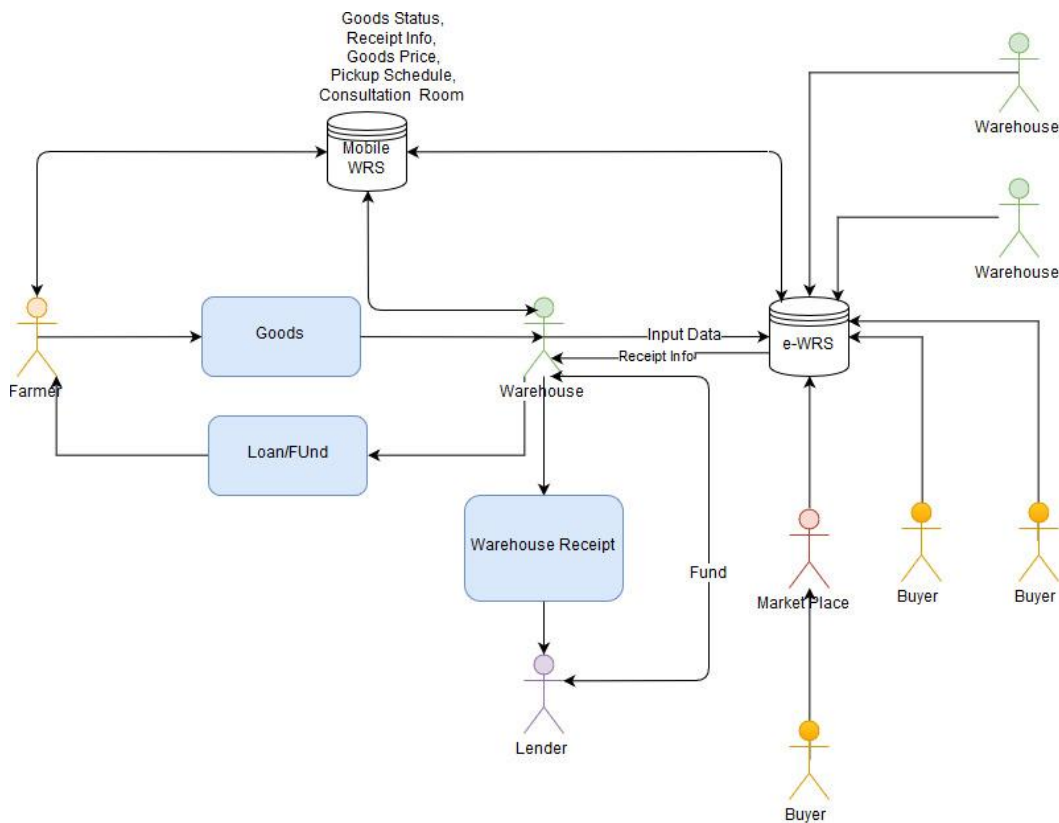 Goods Status,
Receipt Info,
Goods Price,
Pickup Schedule,
Consultation Room
Mobile
WRS
Warehouse
Warehouse
Goods
Input Data
Receipt Info
e-WRS
Farmer
Warehouse
Loan/FUnd
Warehouse Receipt
Fund
Market Place
Buyer
Buyer
Lender
Buyer